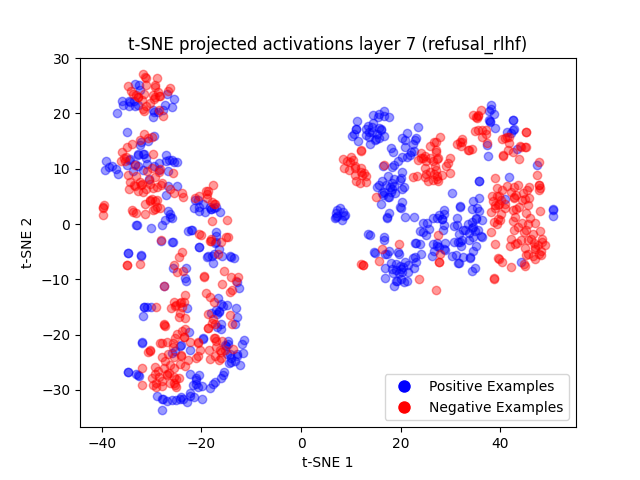 t-SNE projected activations layer 7 (refusal_rlhf)
30
20
10
0
−10
−20
−30
t-SNE 2
−40
−20
0
20
40
t-SNE 1
Positive Examples
Negative Examples